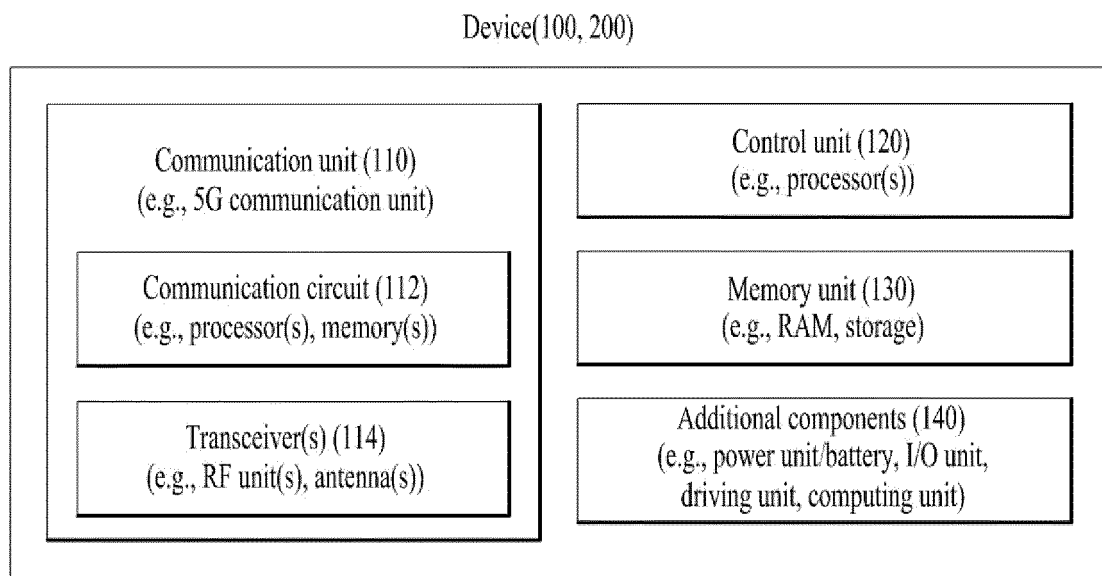 Device(100, 200)
Communication unit (110)
(e.g., 5G communication unit)
Communication circuit (112)
(e.g., processor(s), memory(s))
Transceiver(s) (114)
(e.g., RF unit(s), antenna(s))
Control unit (120)
(e.g., processor(s))
Memory unit (130)
(e.g., RAM, storage)
Additional components (140)
(e.g., power unit/battery, I/O unit,
driving unit, computing unit)